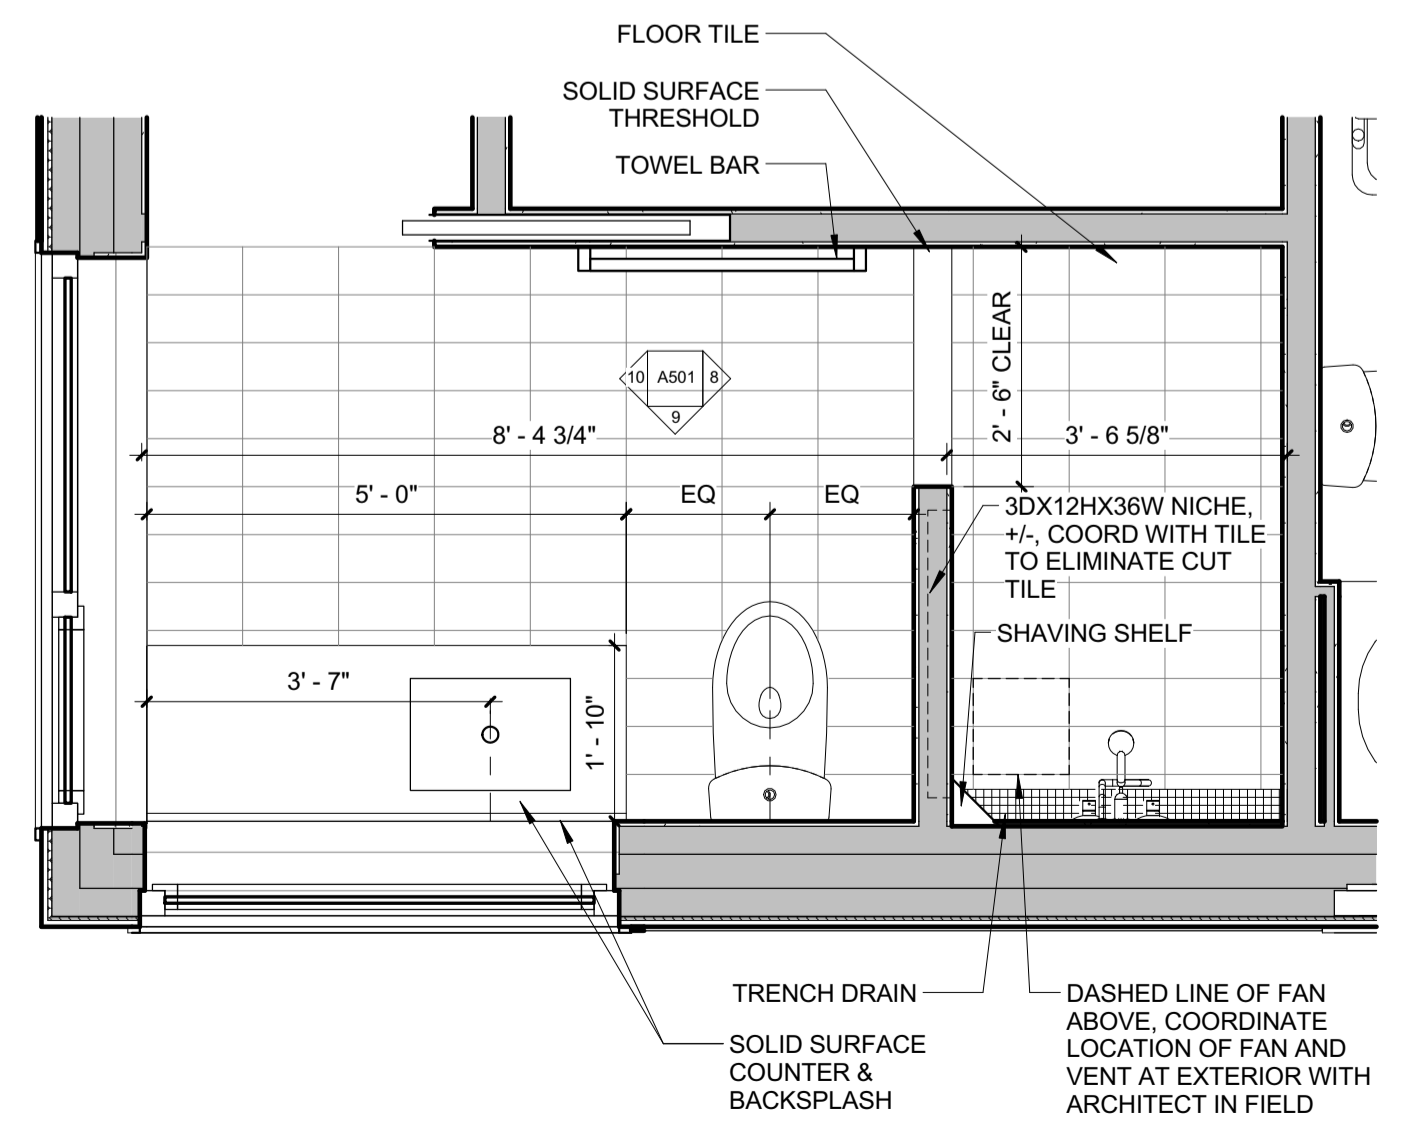 FLOOR TILE
SOLID SURFACE
THRESHOLD
TOWEL BAR
10 A501 8
9
2' - 6" CLEAR
8' - 4 3/4"
3' - 6 5/8"
5' - 0"
EQ
EQ
3DX12HX36W NICHE,
+/-, COORD WITH TILE
TO ELIMINATE CUT
TILE
SHAVING SHELF
3' - 7"
1' - 10"
TRENCH DRAIN
SOLID SURFACE
COUNTER &
BACKSPLASH
DASHED LINE OF FAN
ABOVE, COORDINATE
LOCATION OF FAN AND
VENT AT EXTERIOR WITH
ARCHITECT IN FIELD